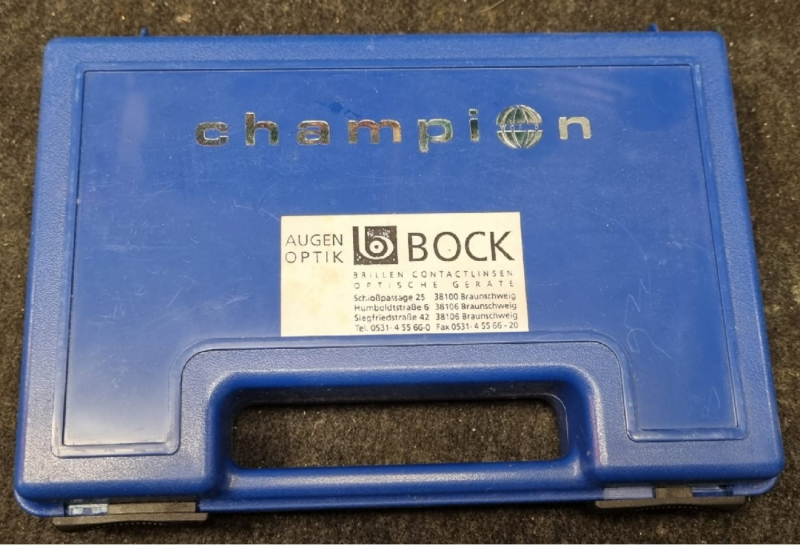 champion
AUGEN
OPTIK
b BOCK
BRILLEN CONTACTLINSEN
OPTISCHE GERÄTE
Schloßpassage 25 38100 Braunschweig
Humboldtstraße 6 38106 Braunschweig
Siegfriedstraße 42 38106 Braunschweig
Tel. 0531-4 55 66-0 Fax 0531-4 55 66-20